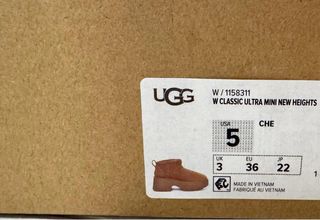 UGG
W / 1158311
W CLASSIC ULTRA MINI NEW HEIGHTS
USA
5
CHE
UK
3
EU
36
JP
22
1
MADE IN VIETNAM
FABRIQUÉ AU VIETNAM